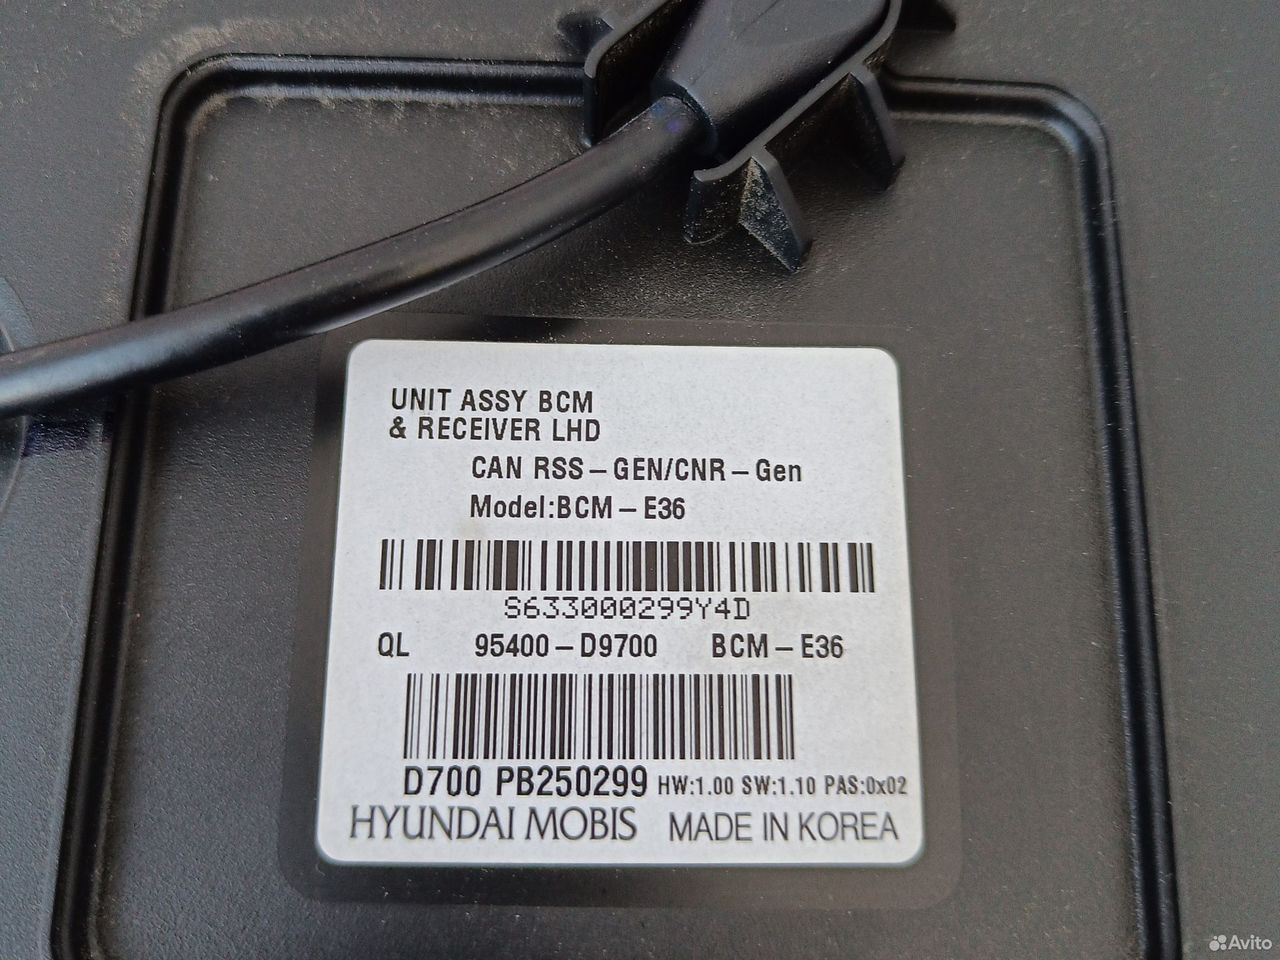 UNIT ASSY BCM
& RECEIVER LHD
CAN RSS-GEN/CNR-Gen
Model:BCM-E36
S633000299Y4D
QL 95400-D9700 BCM-E36
D700 PB250299 HW:1.00 SW:1.10 PAS:0x02
HYUNDAI MOBIS MADE IN KOREA
Avito